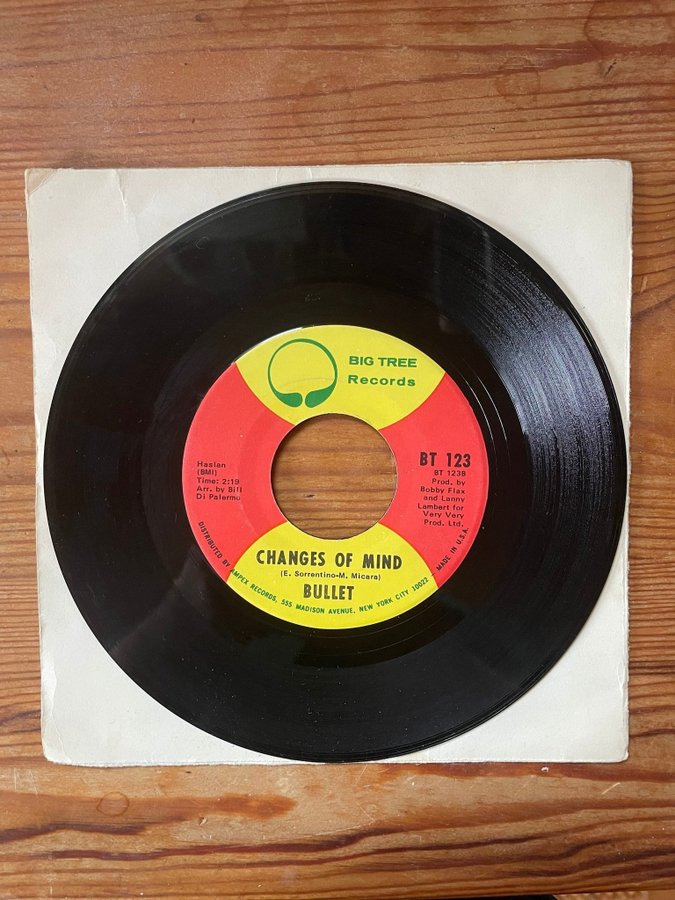 BIG TREE
Records
Haslan
(BMI)
Time: 2:19
Arr. by Bill
Di Palermo
BT 123
BT 123B
Prod. by
Bobby Flax
and Lanny
Lambert for
Very Very
Prod. Ltd.
CHANGES OF MIND
(E. Sorrentino-M. Micara)
BULLET
DISTRIBUTED BY AMPEX RECORDS, 555 MADISON AVENUE, NEW YORK CITY 10022
MADE IN U.S.A.